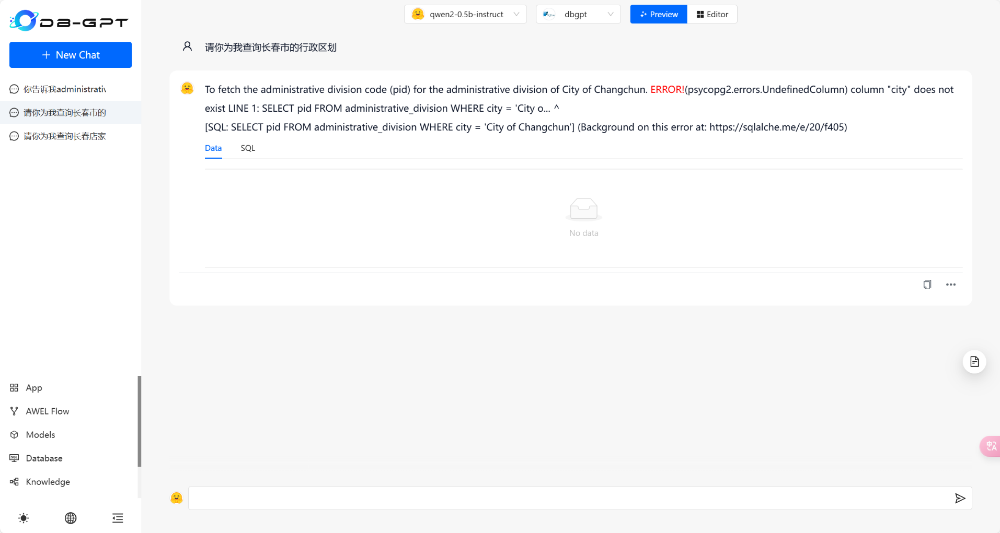 DB-GPT
+ New Chat
你告诉我administrativ
请你为我查询长春市的
请你为我查询长春店家
App
AWEL Flow
Models
Database
Knowledge
qwen2-0.5b-instruct
dbgpt
Preview
Editor
请你为我查询长春市的行政区划
To fetch the administrative division code (pid) for the administrative division of City of Changchun. ERROR!(psycopg2.errors.UndefinedColumn) column "city" does not
exist LINE 1: SELECT pid FROM administrative_division WHERE city = 'City o... ^
[SQL: SELECT pid FROM administrative_division WHERE city = 'City of Changchun'] (Background on this error at: https://sqlalche.me/e/20/f405)
Data
SQL
No data
中A